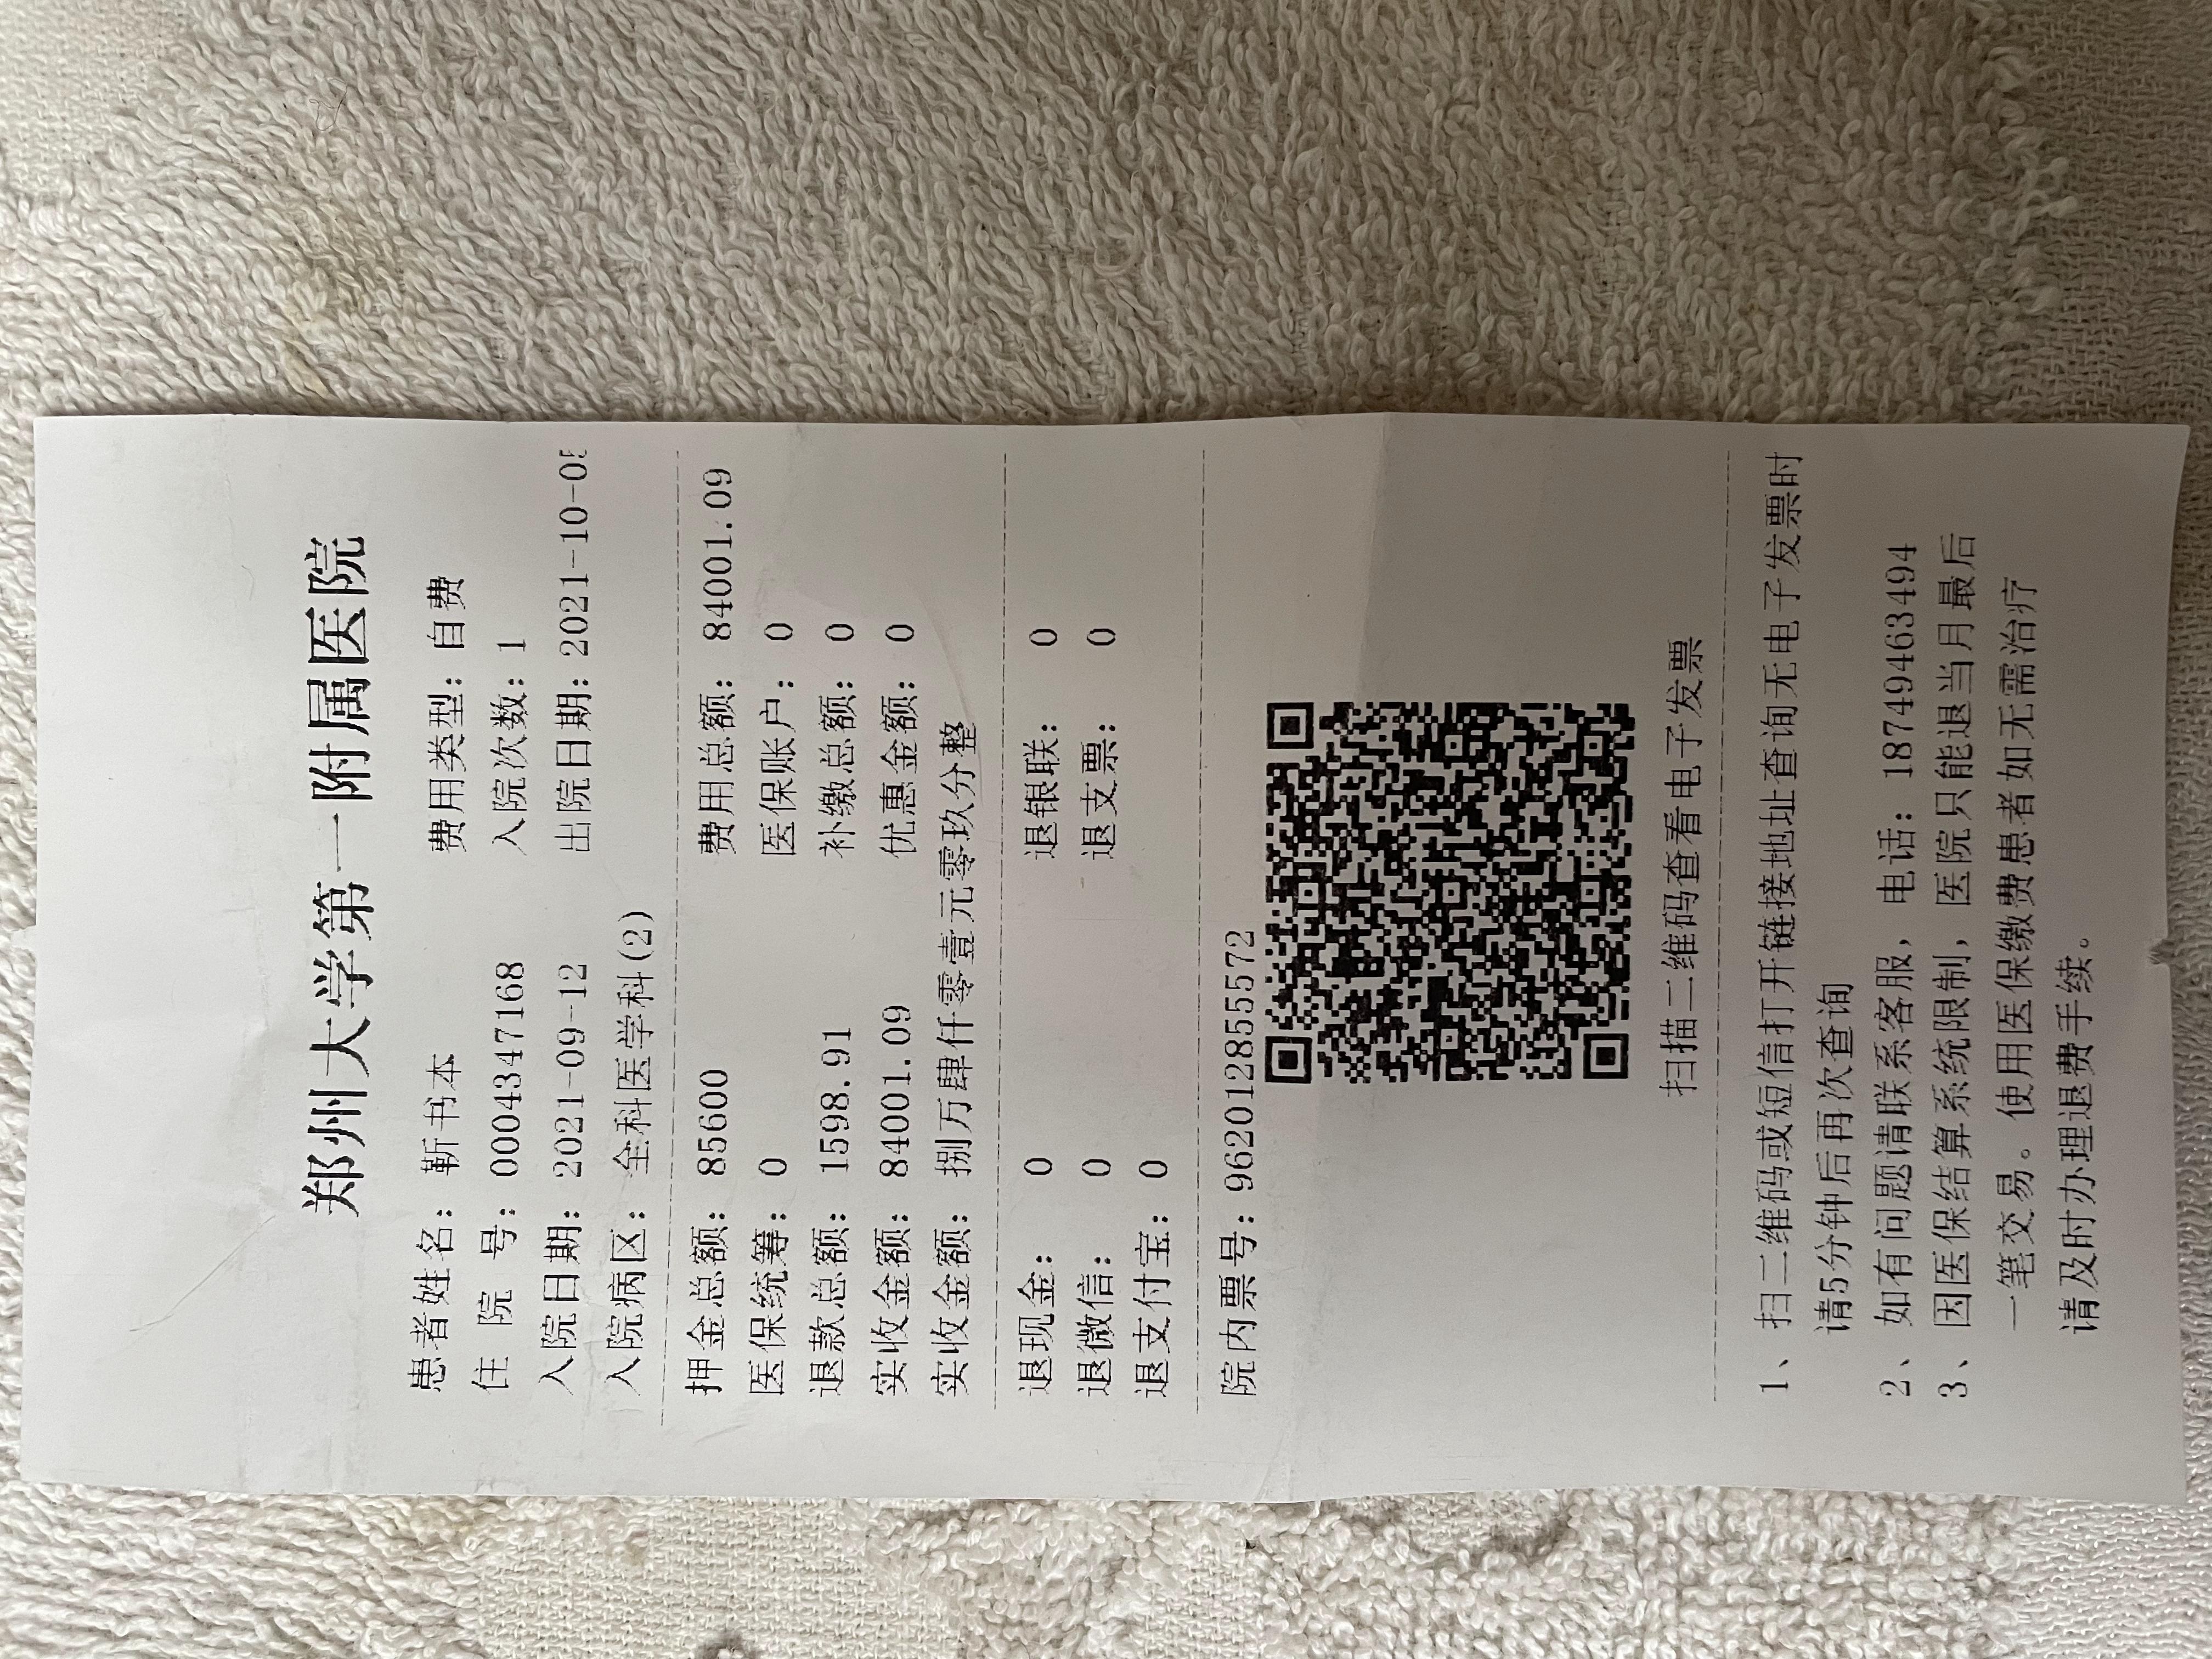 郑州大学第一附属医院
患者姓名：靳书本 费用类型：自费
住 院 号：0004347168 入院次数：1
入院日期：2021-09-12 出院日期：2021-10-05
入院病区：全科医学科(2)
押金总额：85600 费用总额：84001.09
医保统筹：0 医保账户：0
退款总额：1598.91 补缴总额：0
实收金额：84001.09 优惠金额：0
实收金额：捌万肆仟零壹元零玖分整
退现金：0 退银联：0
退微信：0 退支票：0
退支付宝：0
院内票号：9620128557​2
扫描二维码查看电子发票
1、扫二维码或短信打开链接地址查询无电子发票时
请5分钟后再次查询
2、如有问题请联系客服，电话：18749463494
3、因医保结算系统限制，医院只能退当月最后
一笔交易。使用医保缴费患者如无需治疗
请及时办理退费手续。